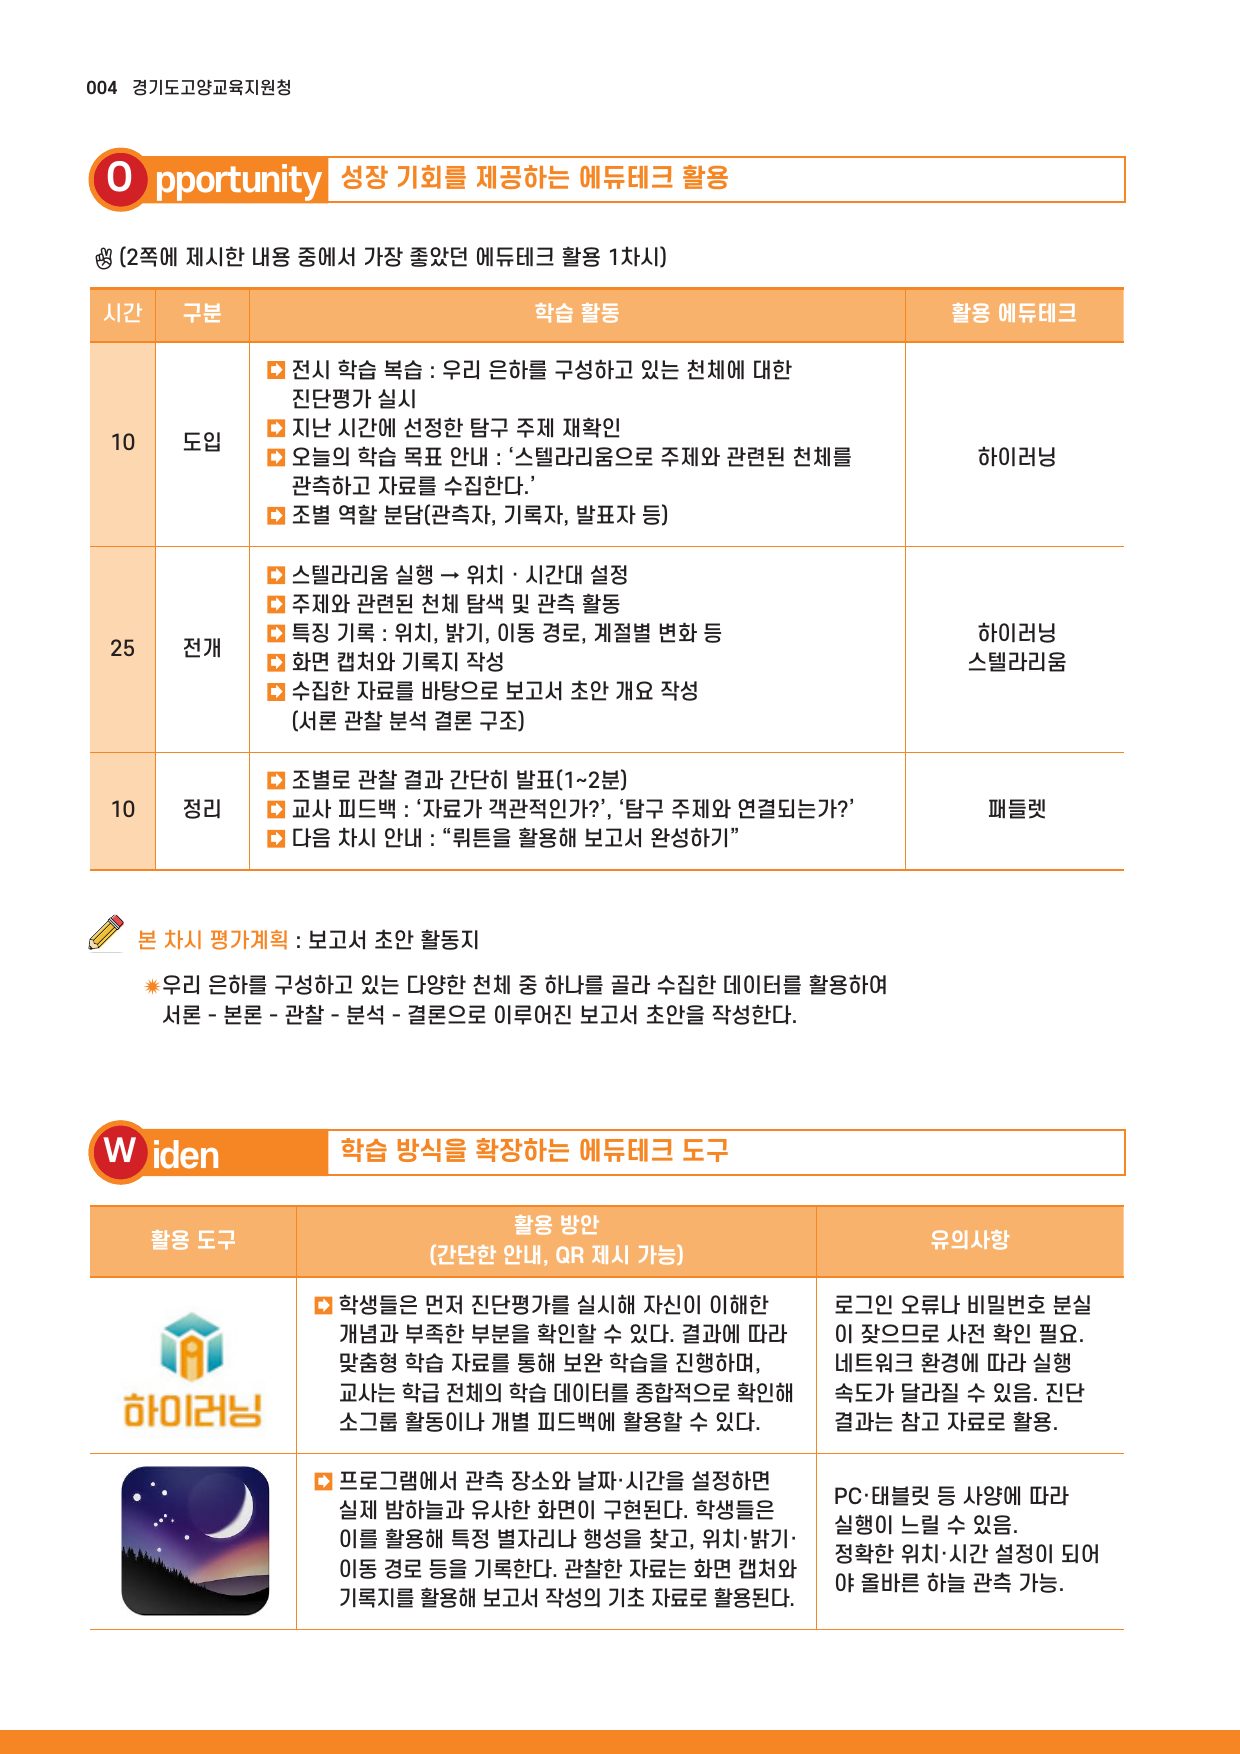 004 경기도고양교육지원청
Opportunity 성장 기회를 제공하는 에듀테크 활용
(2쪽에 제시한 내용 중에서 가장 좋았던 에듀테크 활용 1차시)
시간 구분 학습 활동 활용 에듀테크
10 도입
전시 학습 복습 : 우리 은하를 구성하고 있는 천체에 대한
진단평가 실시
지난 시간에 선정한 탐구 주제 재확인
오늘의 학습 목표 안내 : ‘스텔라리움으로 주제와 관련된 천체를
관측하고 자료를 수집한다.’
조별 역할 분담(관측자, 기록자, 발표자 등)
하이러닝
25 전개
스텔라리움 실행 → 위치 · 시간대 설정
주제와 관련된 천체 탐색 및 관측 활동
특징 기록 : 위치, 밝기, 이동 경로, 계절별 변화 등
화면 캡처와 기록지 작성
수집한 자료를 바탕으로 보고서 초안 개요 작성
(서론 관찰 분석 결론 구조)
하이러닝
스텔라리움
10 정리
조별로 관찰 결과 간단히 발표(1~2분)
교사 피드백 : ‘자료가 객관적인가?’, ‘탐구 주제와 연결되는가?’
다음 차시 안내 : “뤼튼을 활용해 보고서 완성하기”
패들렛
본 차시 평가계획 : 보고서 초안 활동지
우리 은하를 구성하고 있는 다양한 천체 중 하나를 골라 수집한 데이터를 활용하여
서론 - 본론 - 관찰 - 분석 - 결론으로 이루어진 보고서 초안을 작성한다.
Widen 학습 방식을 확장하는 에듀테크 도구
활용 도구
활용 방안
(간단한 안내, QR 제시 가능)
유의사항
하이러닝
학생들은 먼저 진단평가를 실시해 자신이 이해한
개념과 부족한 부분을 확인할 수 있다. 결과에 따라
맞춤형 학습 자료를 통해 보완 학습을 진행하며,
교사는 학급 전체의 학습 데이터를 종합적으로 확인해
소그룹 활동이나 개별 피드백에 활용할 수 있다.
로그인 오류나 비밀번호 분실
이 잦으므로 사전 확인 필요.
네트워크 환경에 따라 실행
속도가 달라질 수 있음. 진단
결과는 참고 자료로 활용.
프로그램에서 관측 장소와 날짜·시간을 설정하면
실제 밤하늘과 유사한 화면이 구현된다. 학생들은
이를 활용해 특정 별자리나 행성을 찾고, 위치·밝기·
이동 경로 등을 기록한다. 관찰한 자료는 화면 캡처와
기록지를 활용해 보고서 작성의 기초 자료로 활용된다.
PC·태블릿 등 사양에 따라
실행이 느릴 수 있음.
정확한 위치·시간 설정이 되어
야 올바른 하늘 관측 가능.